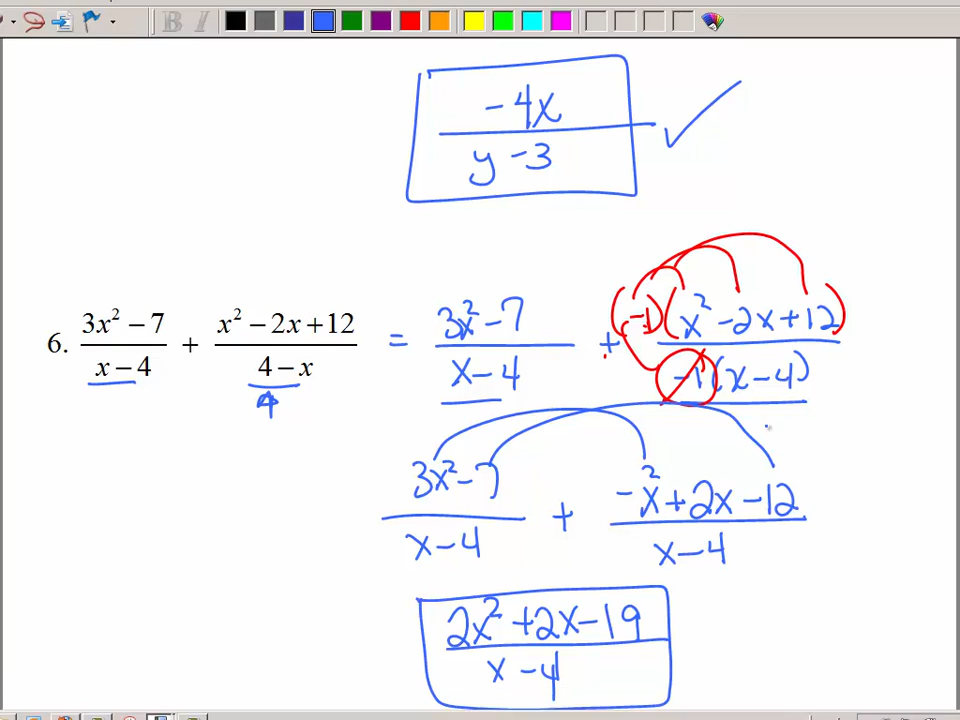 B I
-4x
y - 3
6. 3x² - 7 / x - 4 + x² - 2x + 12 / 4 - x = 3x² - 7 / x - 4 + (-1)(x² - 2x + 12) / -1(x - 4)
3x² - 7 / x - 4 + -x² + 2x - 12 / x - 4
2x² + 2x - 19
x - 4